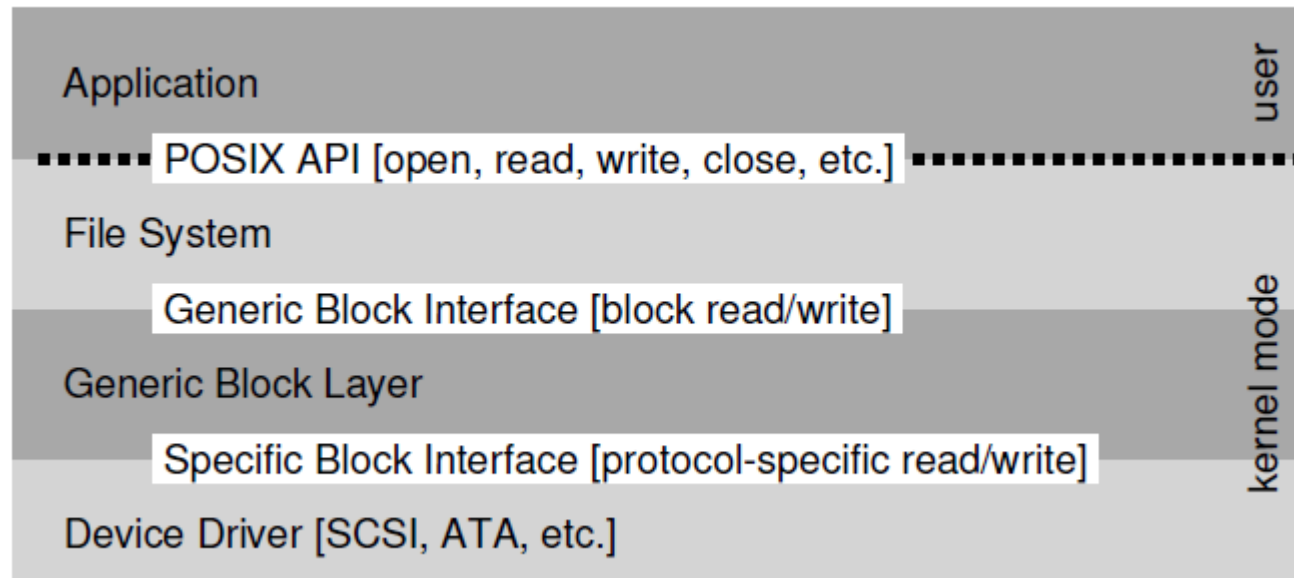 Application
user
POSIX API [open, read, write, close, etc.]
File System
Generic Block Interface [block read/write]
kernel mode
Generic Block Layer
Specific Block Interface [protocol-specific read/write]
Device Driver [SCSI, ATA, etc.]